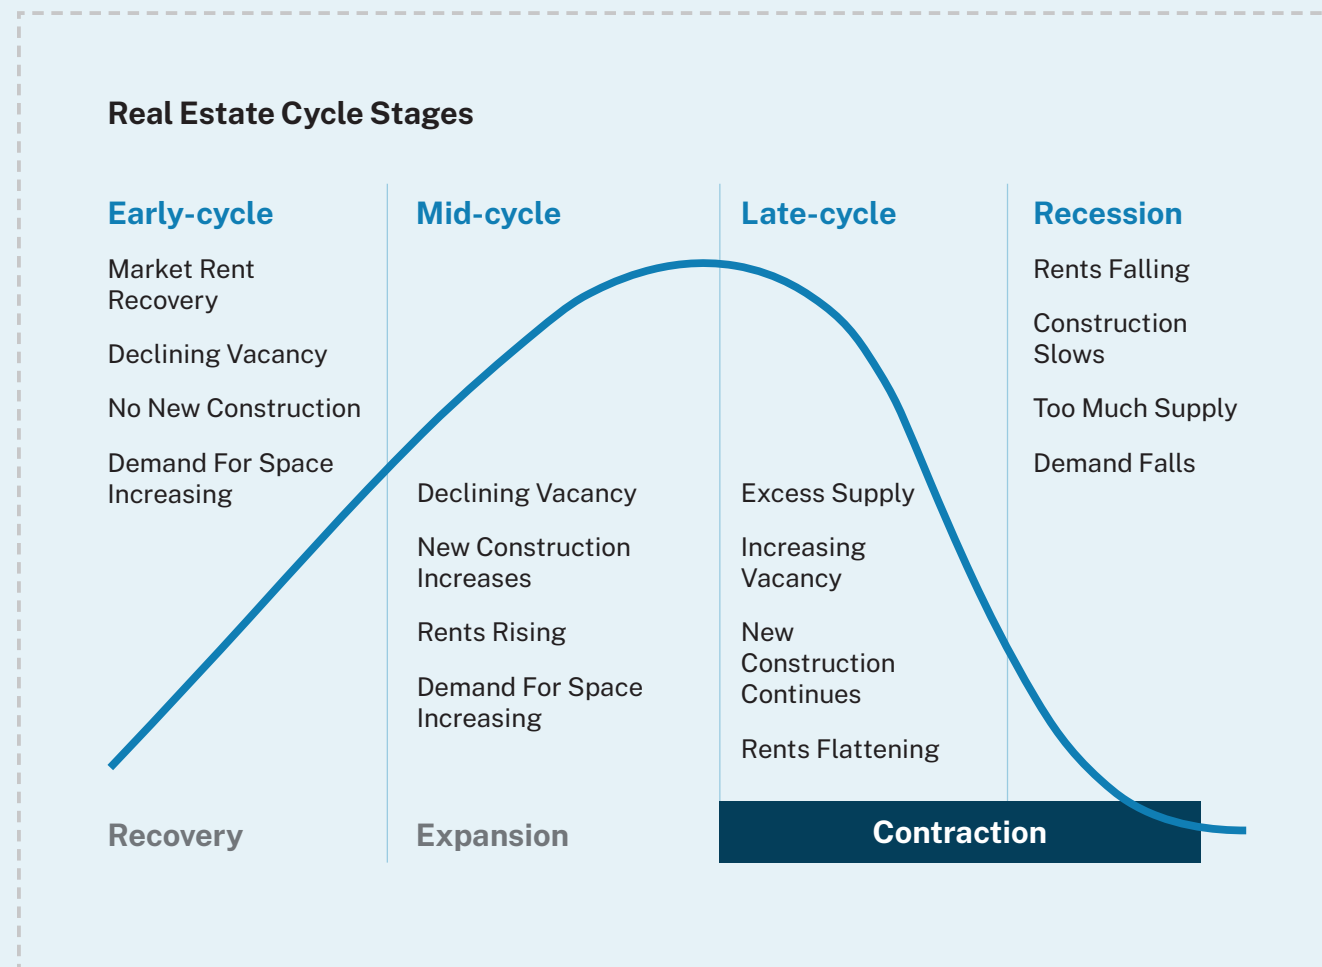 Real Estate Cycle Stages
Early-cycle
Market Rent
Recovery
Declining Vacancy
No New Construction
Demand For Space
Increasing
Recovery
Mid-cycle
Declining Vacancy
New Construction
Increases
Rents Rising
Demand For Space
Increasing
Expansion
Late-cycle
Excess Supply
Increasing
Vacancy
New
Construction
Continues
Rents Flattening
Recession
Rents Falling
Construction
Slows
Too Much Supply
Demand Falls
Contraction